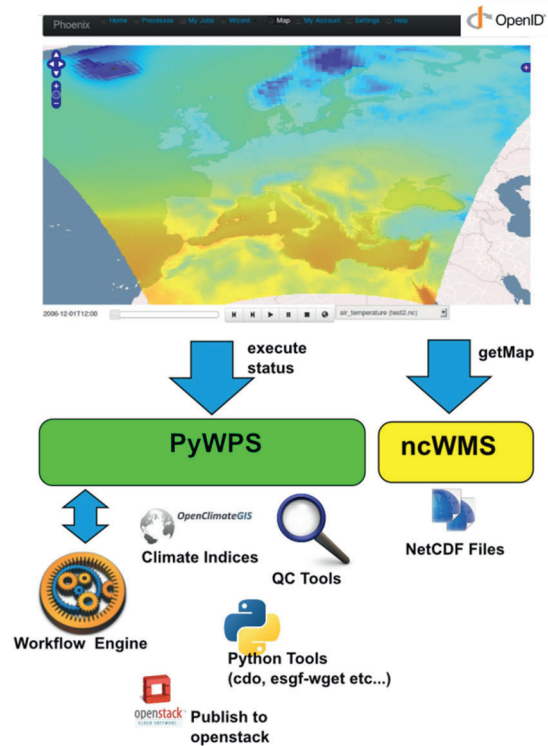 Phoenix Home Processes My Jobs Wizard Map My Account Settings Help
OpenID
2006-12-01T12:00
air_temperature (test2.nc)
execute
status
getMap
PyWPS
ncWMS
OpenClimateGIS
Climate Indices
QC Tools
NetCDF Files
Workflow Engine
Python Tools
(cdo, esgf-wget etc...)
openstack
CLOUD SOFTWARE
Publish to
openstack